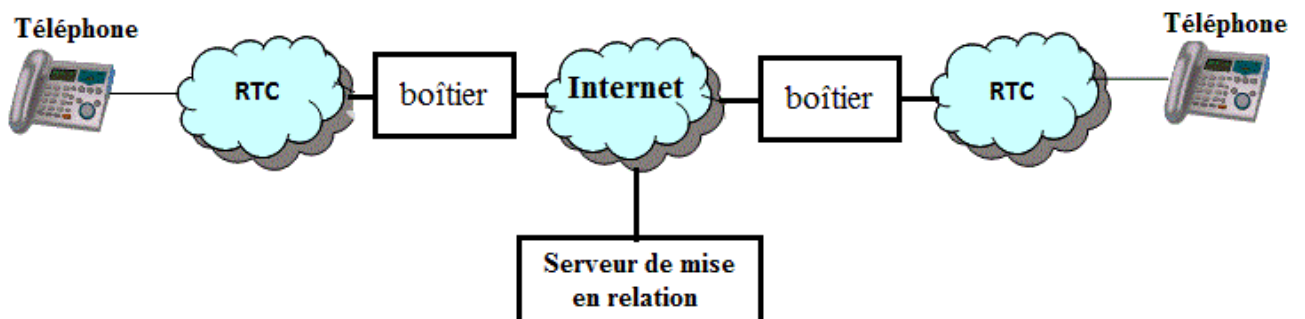 Téléphone
Téléphone
RTC
boîtier
Internet
boîtier
RTC
Serveur de mise
en relation